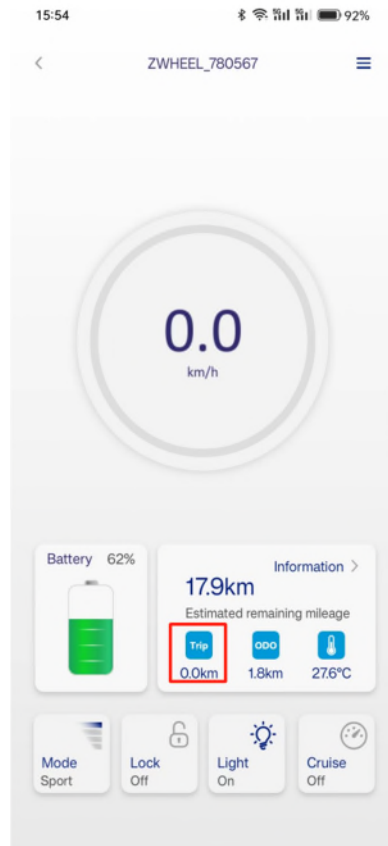 15:54 92%
ZWHEEL_780567
0.0
km/h
Battery 62%
Information >
17.9km
Estimated remaining mileage
Trip ODO
0.0km 1.8km 27.6°C
Mode Lock Light Cruise
Sport Off On Off